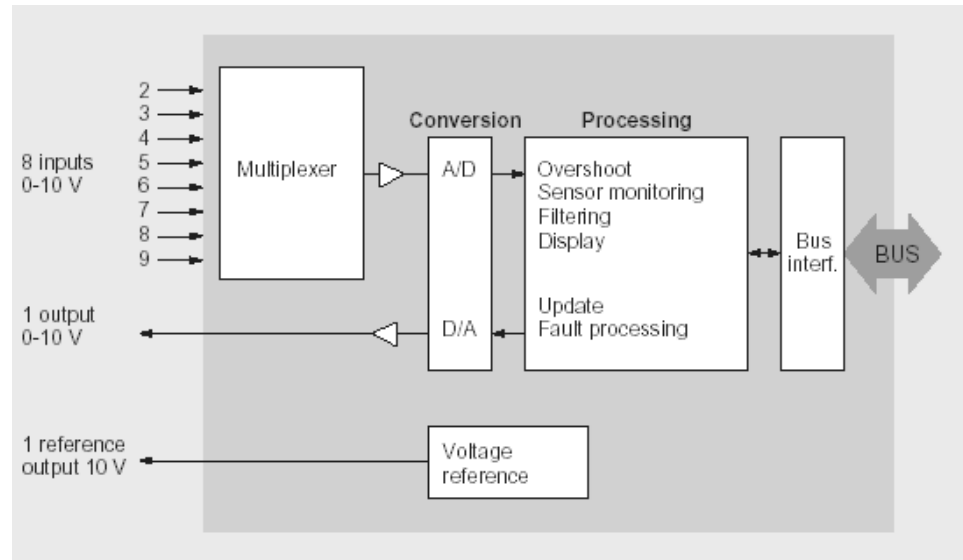 2
3
4
5
6
7
8
9
8 inputs
0-10 V
Multiplexer
Conversion
A/D
D/A
Processing
Overshoot
Sensor monitoring
Filtering
Display
Update
Fault processing
Bus
interf.
BUS
1 output
0-10 V
1 reference
output 10 V
Voltage
reference